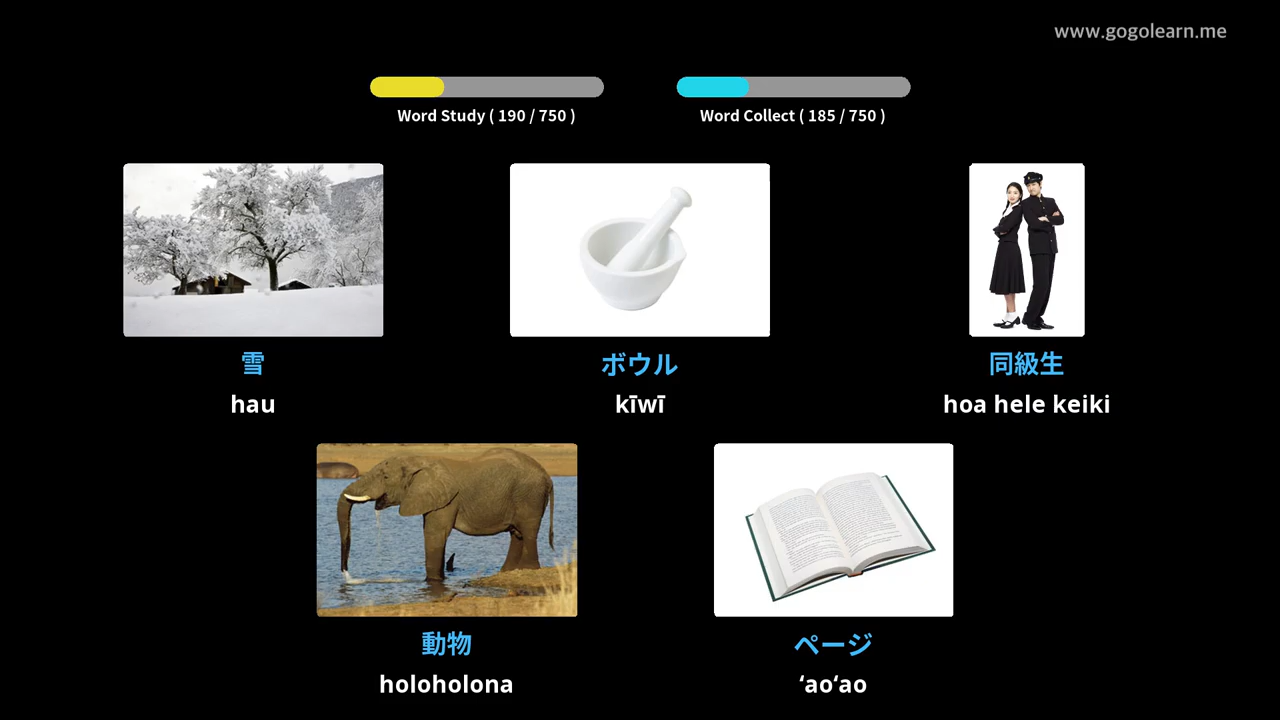 www.gogolearn.me
Word Study ( 190 / 750 )
Word Collect ( 185 / 750 )
雪
hau
ボウル
kīwī
同級生
hoa hele keiki
動物
holoholona
ページ
ʻaoʻao